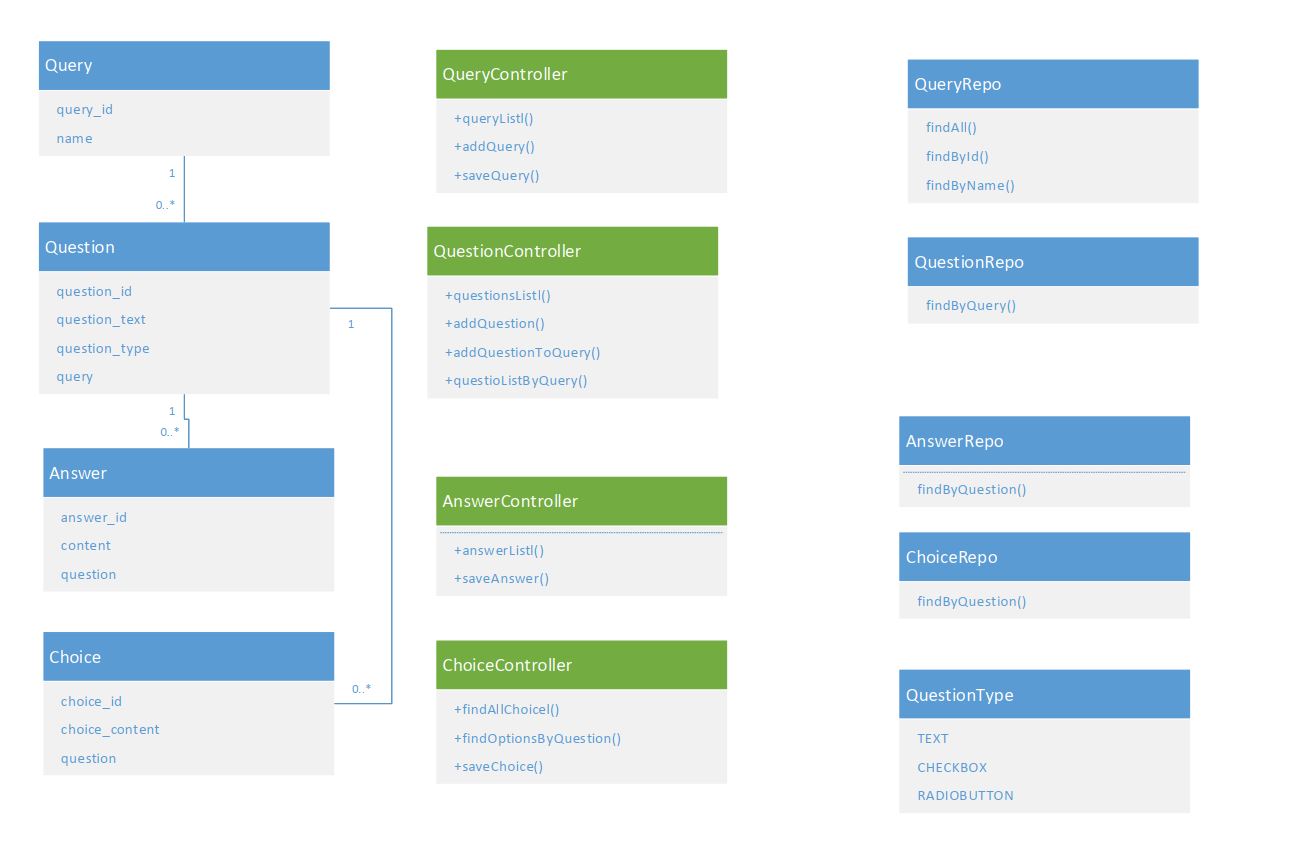 Query
query_id
name
1
0..*
Question
question_id
question_text
question_type
query
1
1
0..*
Answer
answer_id
content
question
Choice
choice_id
choice_content
question
0..*
QueryController
+queryListl()
+addQuery()
+saveQuery()
QuestionController
+questionsListl()
+addQuestion()
+addQuestionToQuery()
+questioListByQuery()
AnswerController
+answerListl()
+saveAnswer()
ChoiceController
+findAllChoicel()
+findOptionsByQuestion()
+saveChoice()
QueryRepo
findAll()
findById()
findByName()
QuestionRepo
findByQuery()
AnswerRepo
findByQuestion()
ChoiceRepo
findByQuestion()
QuestionType
TEXT
CHECKBOX
RADIOBUTTON